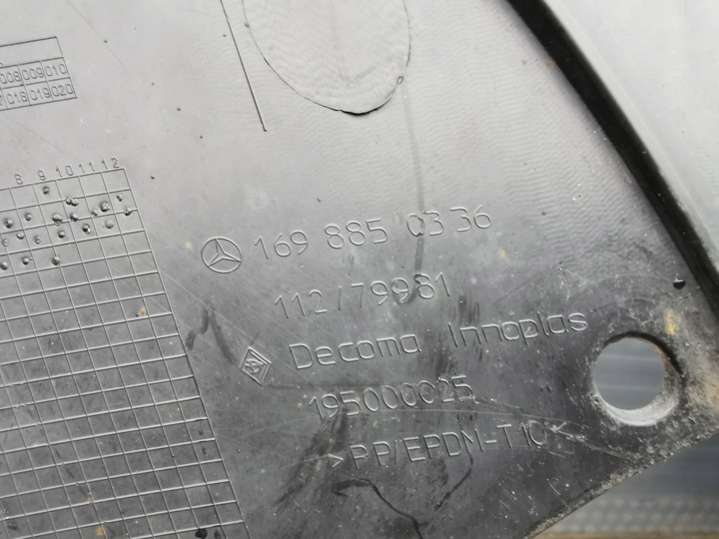 008 009 010
018 019 020
8 9 10 11 12
169 885 03 36
112/79981
Decoma Innoplas
195000025
>PP/EPDM-T10<